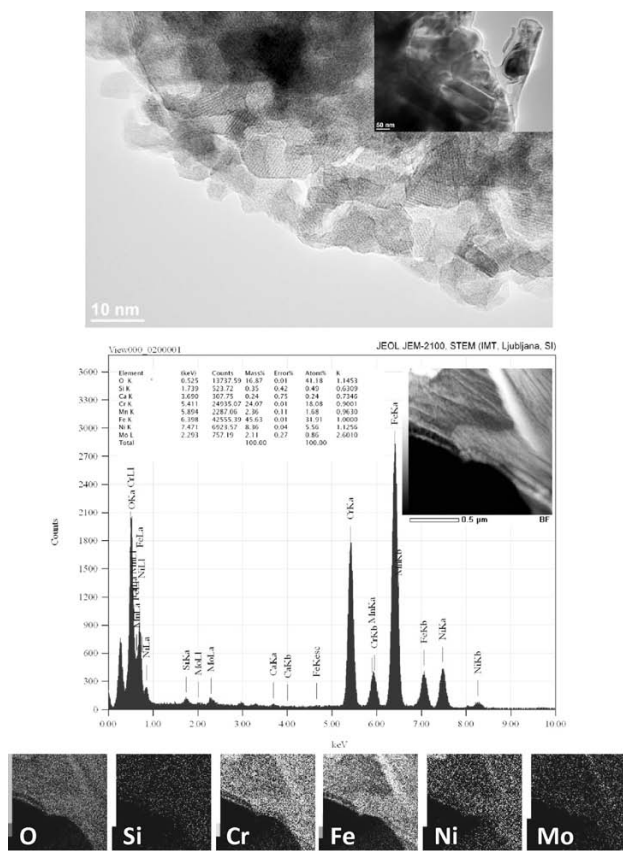 50 nm
10 nm
View000_0200001
JEOL JEM-2100, STEM (IMT, Ljubljana, SI)
Element (keV) Counts Mass% Error% Atom% K
O K 0.525 13737.59 16.87 0.01 41.18 1.1453
Si K 1.739 523.72 0.35 0.42 0.49 0.6309
Ca K 3.690 307.75 0.24 0.75 0.24 0.7346
Cr K 5.411 24935.07 24.07 0.01 18.08 0.9001
Mn K 5.894 2287.06 2.36 0.11 1.68 0.9630
Fe K 6.398 42555.39 45.63 0.01 31.91 1.0000
Ni K 7.471 6923.57 8.36 0.04 5.56 1.1256
Mo L 2.293 757.19 2.11 0.27 0.86 2.6010
Total 100.00 100.00
0.5 µm BF
Counts
3600
3300
3000
2700
2400
2100
1800
1500
1200
900
600
300
0
OKa CrLl
FeLa
NiLl
MnLa
NiLa
SiKa
MoLl
MoLa
CaKa
CaKb
FeKesc
CrKa
CrKb
MnKa
FeKa
MnKb
FeKb
NiKa
NiKb
0.00 1.00 2.00 3.00 4.00 5.00 6.00 7.00 8.00 9.00 10.00
keV
O Si Cr Fe Ni Mo